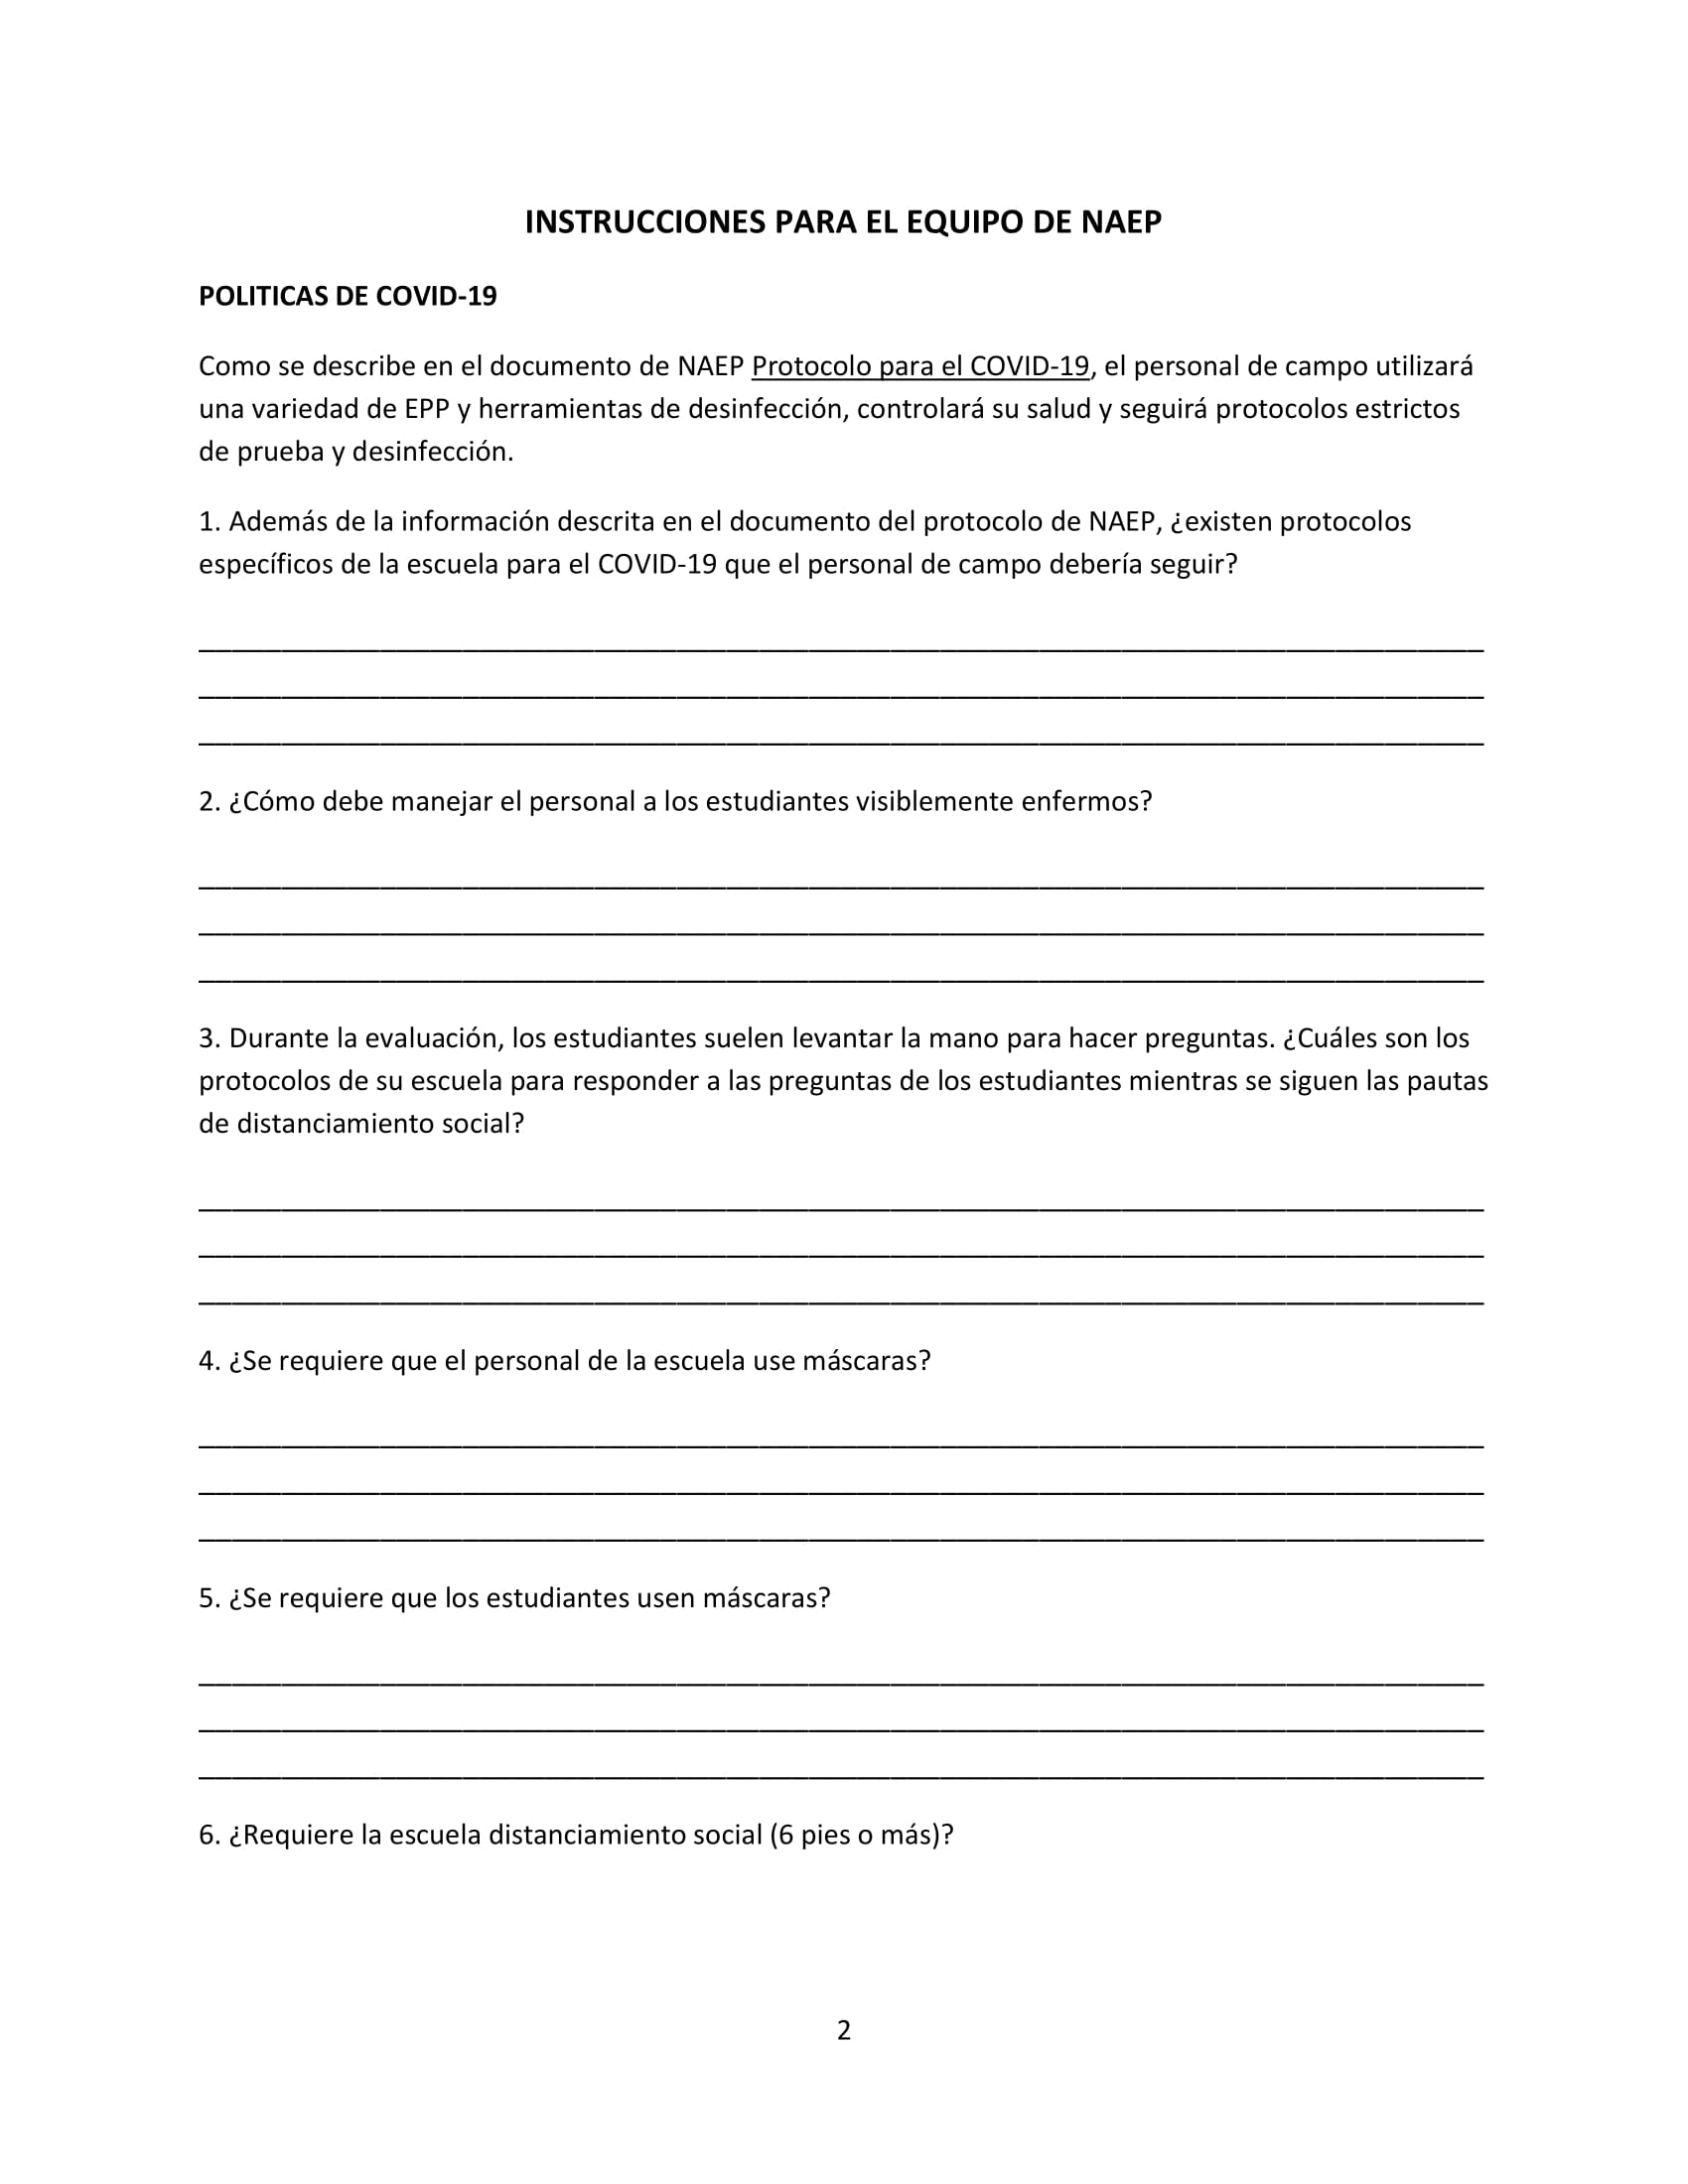 INSTRUCCIONES PARA EL EQUIPO DE NAEP
POLITICAS DE COVID-19
Como se describe en el documento de NAEP Protocolo para el COVID-19, el personal de campo utilizará
una variedad de EPP y herramientas de desinfección, controlará su salud y seguirá protocolos estrictos
de prueba y desinfección.
1. Además de la información descrita en el documento del protocolo de NAEP, ¿existen protocolos
específicos de la escuela para el COVID-19 que el personal de campo debería seguir?
2. ¿Cómo debe manejar el personal a los estudiantes visiblemente enfermos?
3. Durante la evaluación, los estudiantes suelen levantar la mano para hacer preguntas. ¿Cuáles son los
protocolos de su escuela para responder a las preguntas de los estudiantes mientras se siguen las pautas
de distanciamiento social?
4. ¿Se requiere que el personal de la escuela use máscaras?
5. ¿Se requiere que los estudiantes usen máscaras?
6. ¿Requiere la escuela distanciamiento social (6 pies o más)?
2